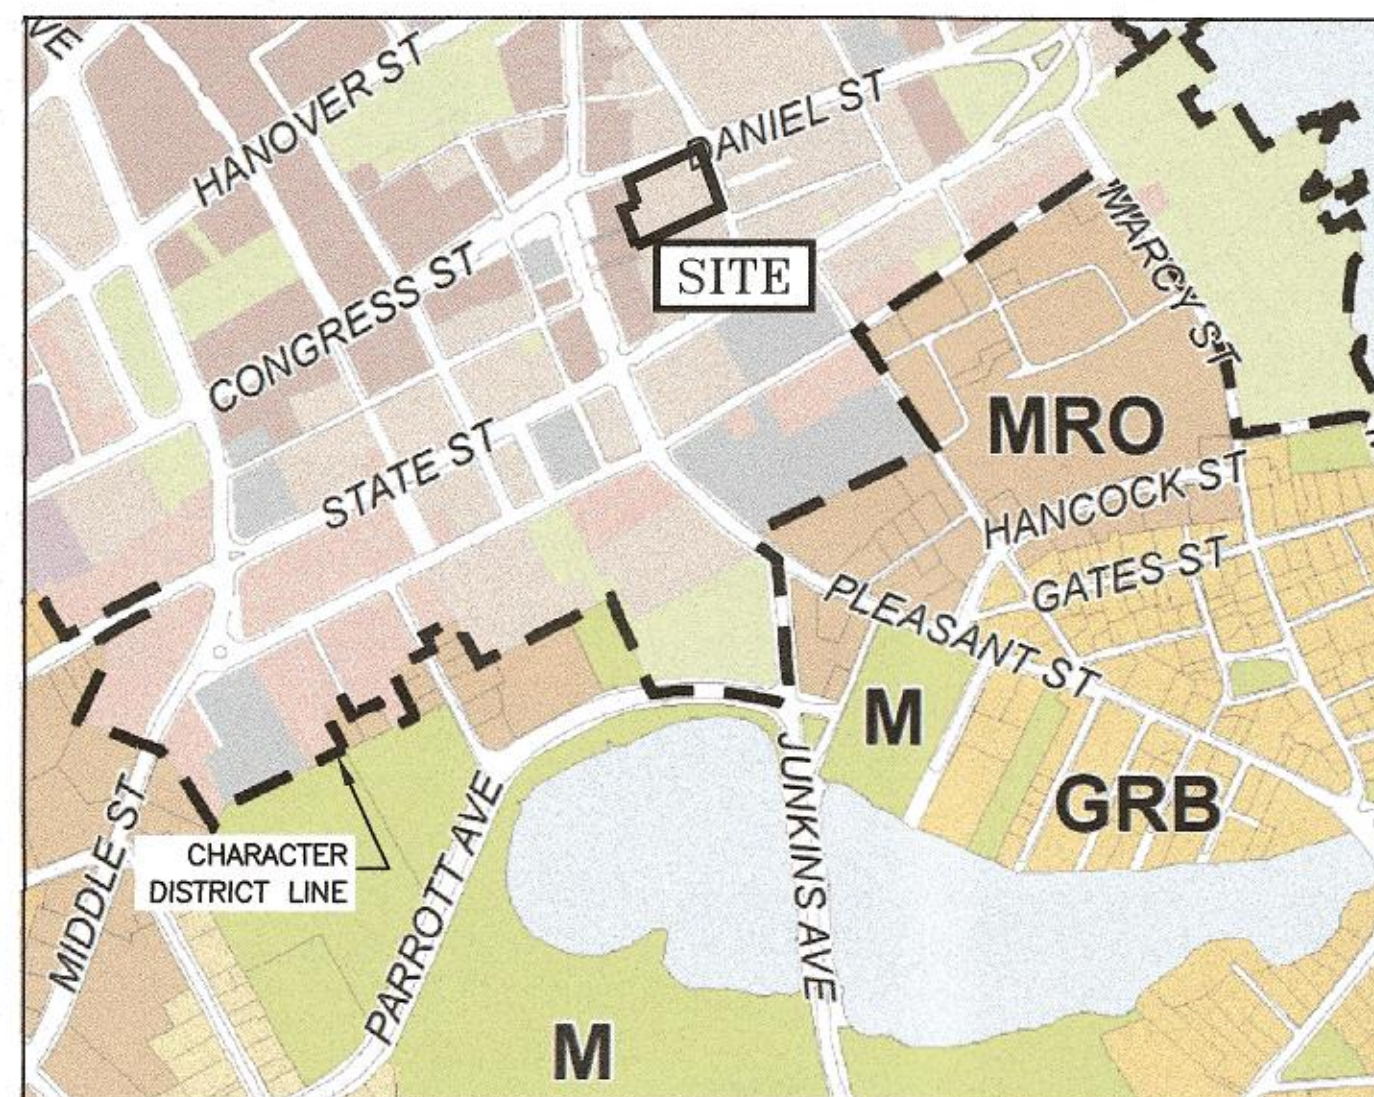 VE
HANOVER ST
DANIEL ST
SITE
MARCY ST
CONGRESS ST
STATE ST
MRO
HANCOCK ST
GATES ST
PLEASANT ST
M
GRB
JUNKINS AVE
CHARACTER
DISTRICT LINE
MIDDLE ST
PARROTT AVE
M